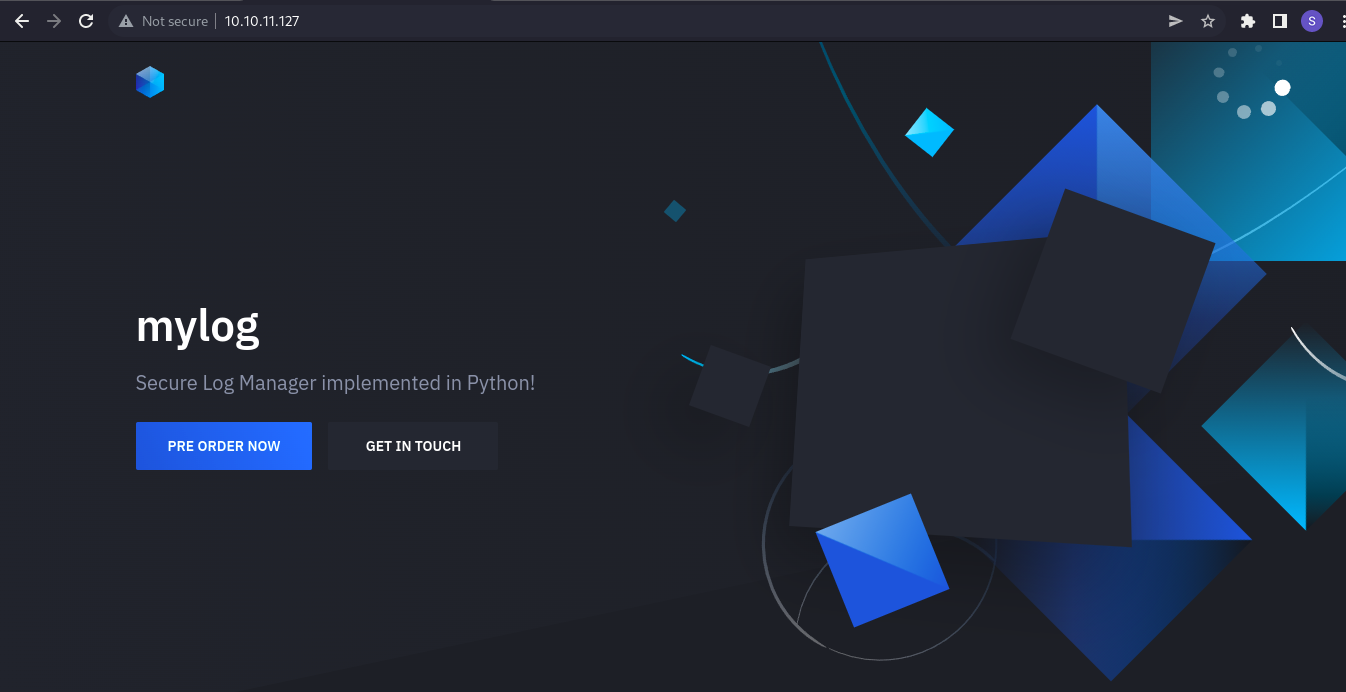 Not secure
10.10.11.127
S
mylog
Secure Log Manager implemented in Python!
PRE ORDER NOW
GET IN TOUCH